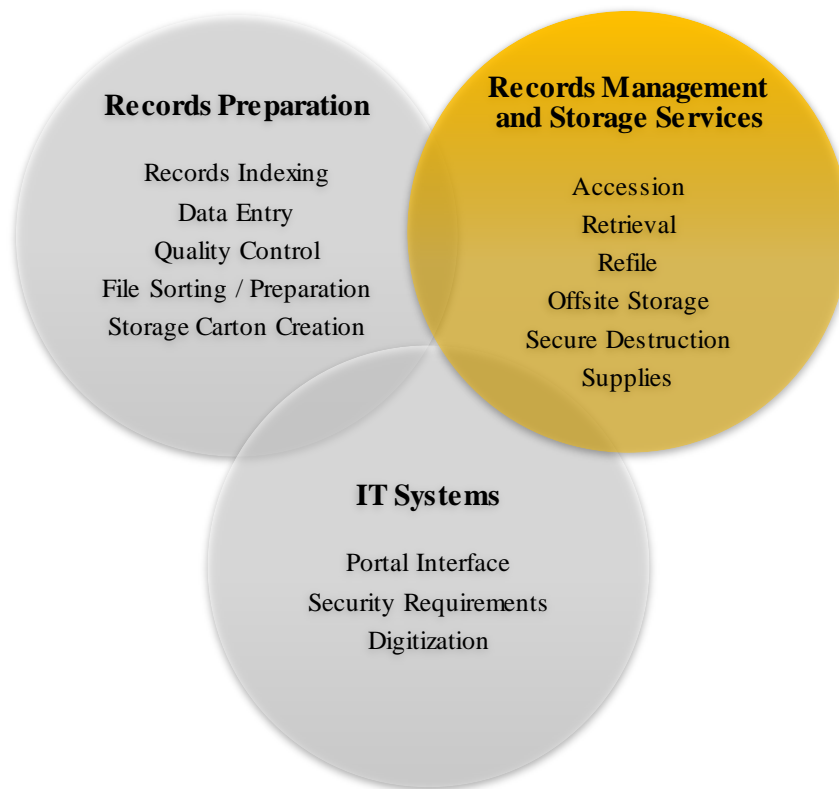 Records Preparation
Records Indexing
Data Entry
Quality Control
File Sorting / Preparation
Storage Carton Creation
Records Management
and Storage Services
Accession
Retrieval
Refile
Offsite Storage
Secure Destruction
Supplies
IT Systems
Portal Interface
Security Requirements
Digitization